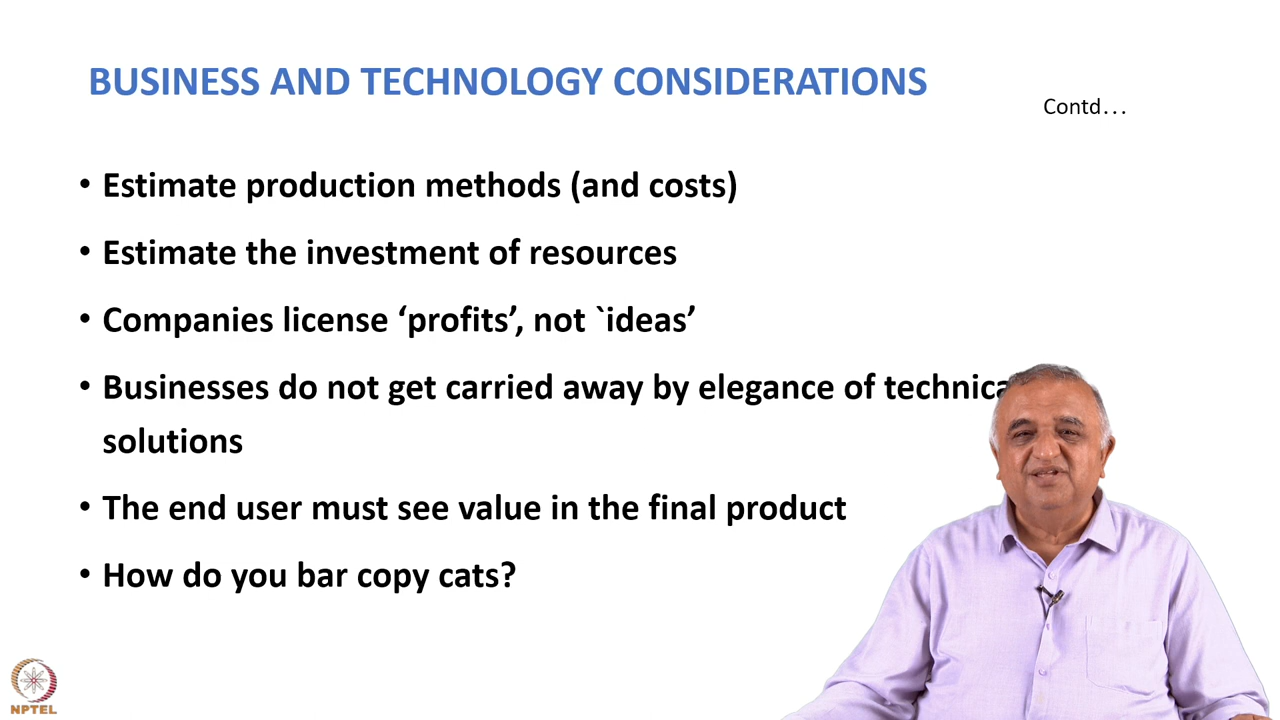 BUSINESS AND TECHNOLOGY CONSIDERATIONS
Contd...
• Estimate production methods (and costs)
• Estimate the investment of resources
• Companies license ‘profits’, not `ideas’
• Businesses do not get carried away by elegance of
solutions
• The end user must see value in the final product
• How do you bar copy cats?
NPTEL